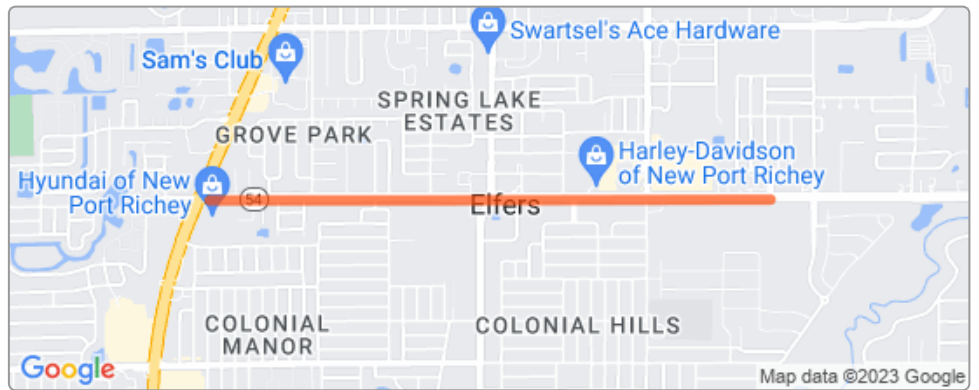 Swartsel's Ace Hardware
Sam's Club
SPRING LAKE
ESTATES
GROVE PARK
Harley-Davidson
of New Port Richey
Hyundai of New
Port Richey
54
Elfers
COLONIAL
MANOR
COLONIAL HILLS
Google
Map data ©2023 Google